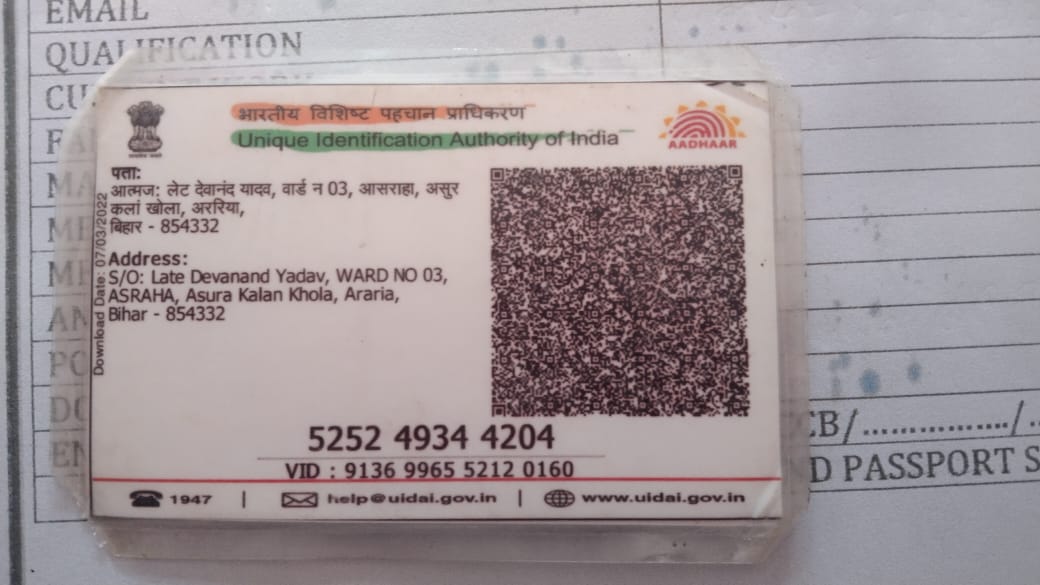 EMAIL
QUALIFICATION
भारतीय विशिष्ट पहचान प्राधिकरण
Unique Identification Authority of India
AADHAAR
पता:
आत्मज: लेट देवानंद यादव, वार्ड न 03, आसराहा, असुर
कलां खोला, अररिया,
बिहार - 854332
Address:
S/O: Late Devanand Yadav, WARD NO 03,
ASRAHA, Asura Kalan Khola, Araria,
Bihar - 854332
Download Date: 07/03/2022
5252 4934 4204
VID : 9136 9965 5212 0160
1947 | help@uidai.gov.in | www.uidai.gov.in
PASSPORT